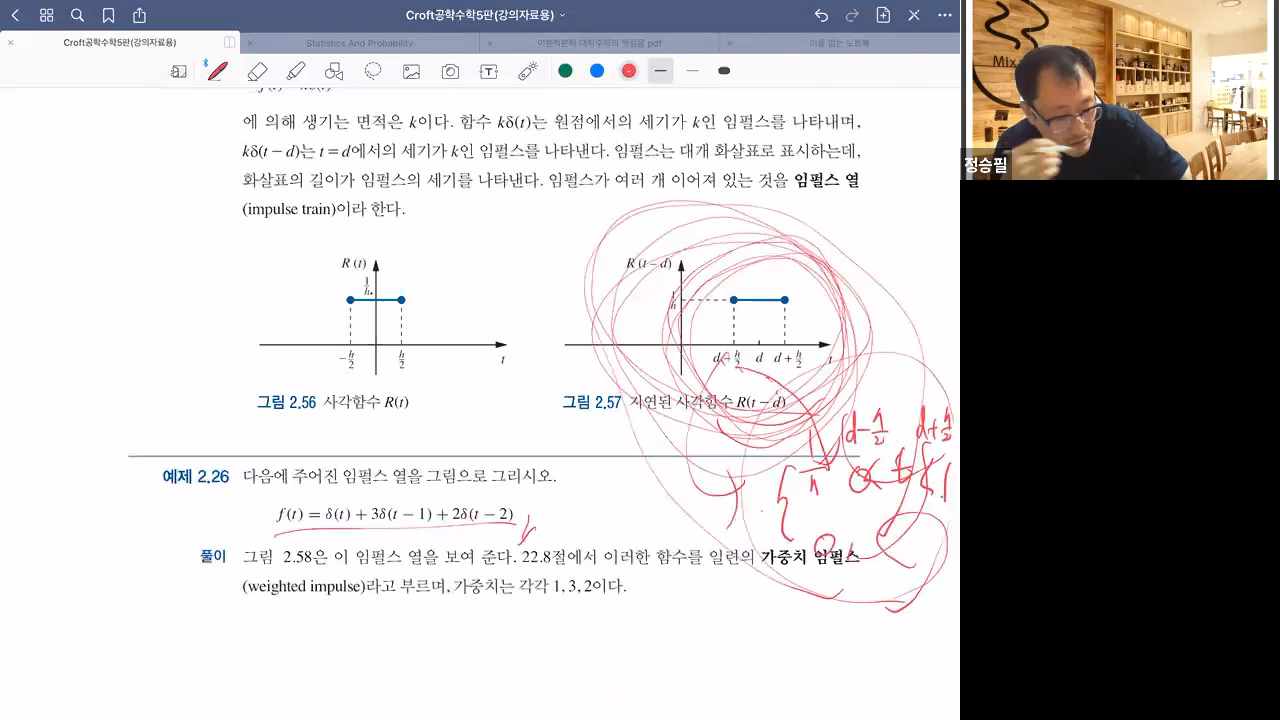 Croft공학수학5판(강의자료용)
Croft공학수학5판(강의자료용)
Statistics And Probability
이름 없는 노트북
에 의해 생기는 면적은 k이다. 함수 kδ(t)는 원점에서의 세기가 k인 임펄스를 나타내며,
kδ(t − d)는 t = d에서의 세기가 k인 임펄스를 나타낸다. 임펄스는 대개 화살표로 표시하는데,
화살표의 길이가 임펄스의 세기를 나타낸다. 임펄스가 여러 개 이어져 있는 것을 임펄스 열
(impulse train)이라 한다.
R (t)
1/h
−h/2
h/2
t
그림 2.56 사각함수 R(t)
R (t − d)
1/h
d − h/2
d
d + h/2
t
그림 2.57 지연된 사각함수 R(t − d)
d−h/2
d+h/2
1/h
0
예제 2.26 다음에 주어진 임펄스 열을 그림으로 그리시오.
f(t) = δ(t) + 3δ(t − 1) + 2δ(t − 2)
풀이 그림 2.58은 이 임펄스 열을 보여 준다. 22.8절에서 이러한 함수를 일련의 가중치 임펄스
(weighted impulse)라고 부르며, 가중치는 각각 1, 3, 2이다.
Mix
정승필